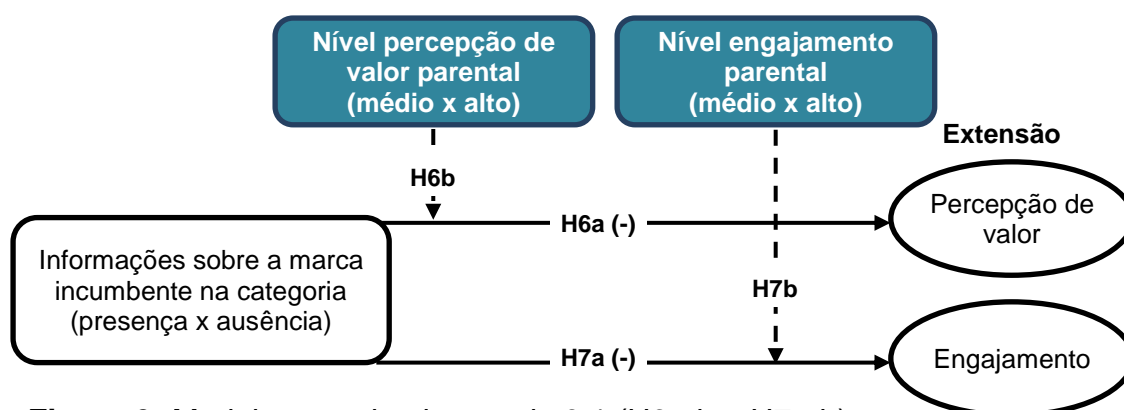 Nível percepção de
valor parental
(médio x alto)
Nível engajamento
parental
(médio x alto)
Extensão
H6b
H6a (-)
Percepção de
valor
Informações sobre a marca
incumbente na categoria
(presença x ausência)
H7b
H7a (-)
Engajamento